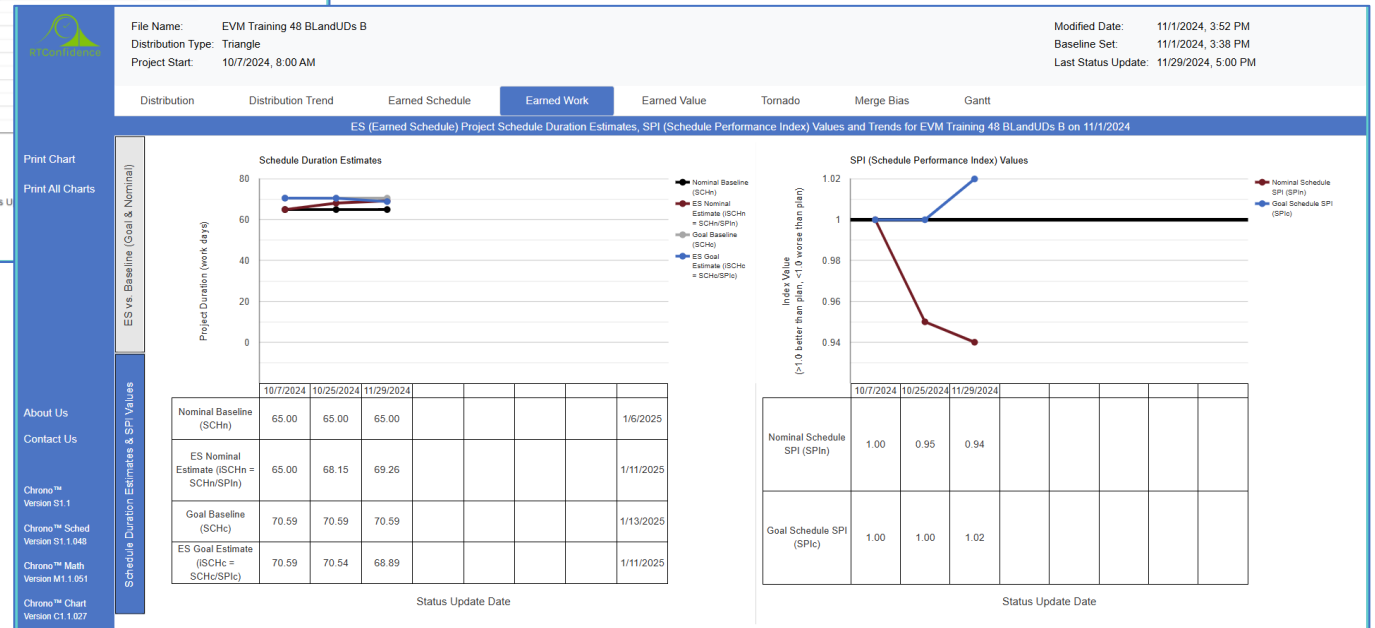 RTConfidence
File Name: EVM Training 48 BLandUDs B
Distribution Type: Triangle
Project Start: 10/7/2024, 8:00 AM
Modified Date: 11/1/2024, 3:52 PM
Baseline Set: 11/1/2024, 3:38 PM
Last Status Update: 11/29/2024, 5:00 PM
Distribution Distribution Trend Earned Schedule Earned Work Earned Value Tornado Merge Bias Gantt
ES (Earned Schedule) Project Schedule Duration Estimates, SPI (Schedule Performance Index) Values and Trends for EVM Training 48 BLandUDs B on 11/1/2024
Print Chart
Print All Charts
About Us
Contact Us
Chrono™
Version S1.1
Chrono™ Sched
Version S1.1.048
Chrono™ Math
Version M1.1.051
Chrono™ Chart
Version C1.1.027
ES vs. Baseline (Goal & Nominal)
Schedule Duration Estimates & SPI Values
Schedule Duration Estimates
Project Duration (work days)
80
60
40
20
0
Nominal Baseline
(SCHn)
ES Nominal
Estimate (iSCHn
= SCHn/SPIn)
Goal Baseline
(SCHc)
ES Goal
Estimate (iSCHc
= SCHc/SPIc)
10/7/2024 10/25/2024 11/29/2024
Nominal Baseline
(SCHn)
65.00 65.00 65.00 1/6/2025
ES Nominal
Estimate (iSCHn =
SCHn/SPIn)
65.00 68.15 69.26 1/11/2025
Goal Baseline
(SCHc)
70.59 70.59 70.59 1/13/2025
ES Goal Estimate
(iSCHc =
SCHc/SPIc)
70.59 70.54 68.89 1/11/2025
Status Update Date
SPI (Schedule Performance Index) Values
Index Value
(>1.0 better than plan, <1.0 worse than plan)
1.02
1
0.98
0.96
0.94
Nominal Schedule
SPI (SPIn)
Goal Schedule SPI
(SPIc)
10/7/2024 10/25/2024 11/29/2024
Nominal Schedule
SPI (SPIn)
1.00 0.95 0.94
Goal Schedule SPI
(SPIc)
1.00 1.00 1.02
Status Update Date